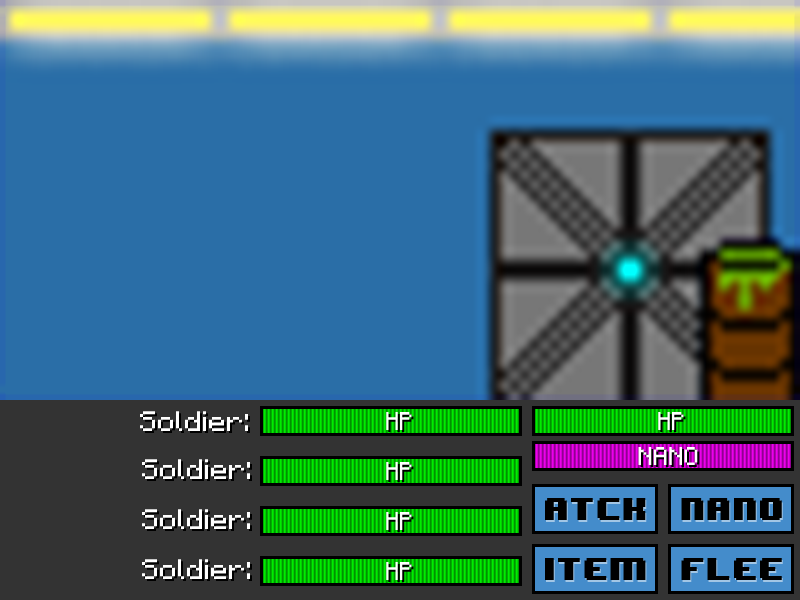 Soldier: HP HP
NANO
Soldier: HP
ATCK NANO
Soldier: HP
ITEM FLEE
Soldier: HP